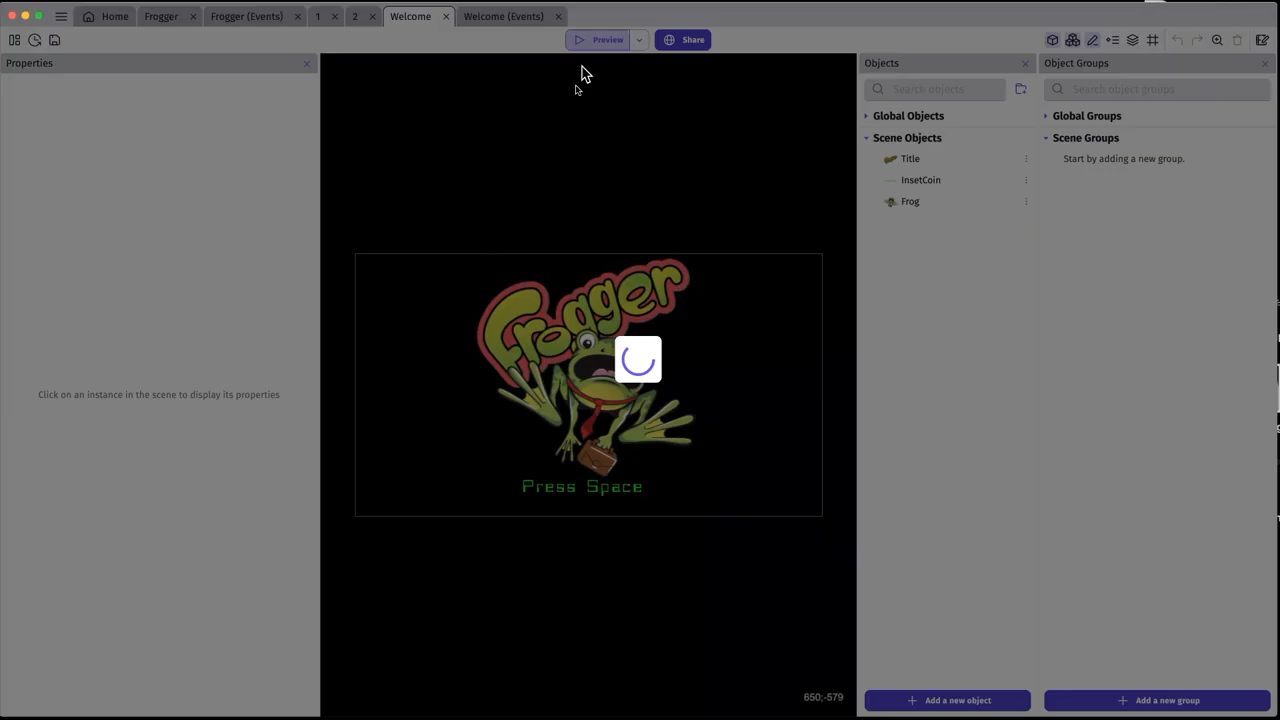 Home
Frogger
Frogger (Events)
1
2
Welcome
Welcome (Events)
Preview
Share
Properties
Objects
Object Groups
Search objects
Search object groups
Global Objects
Global Groups
Scene Objects
Scene Groups
Title
Start by adding a new group.
InsetCoin
Frog
Frogger
Click on an instance in the scene to display its properties
Press Space
650;-579
Add a new object
Add a new group